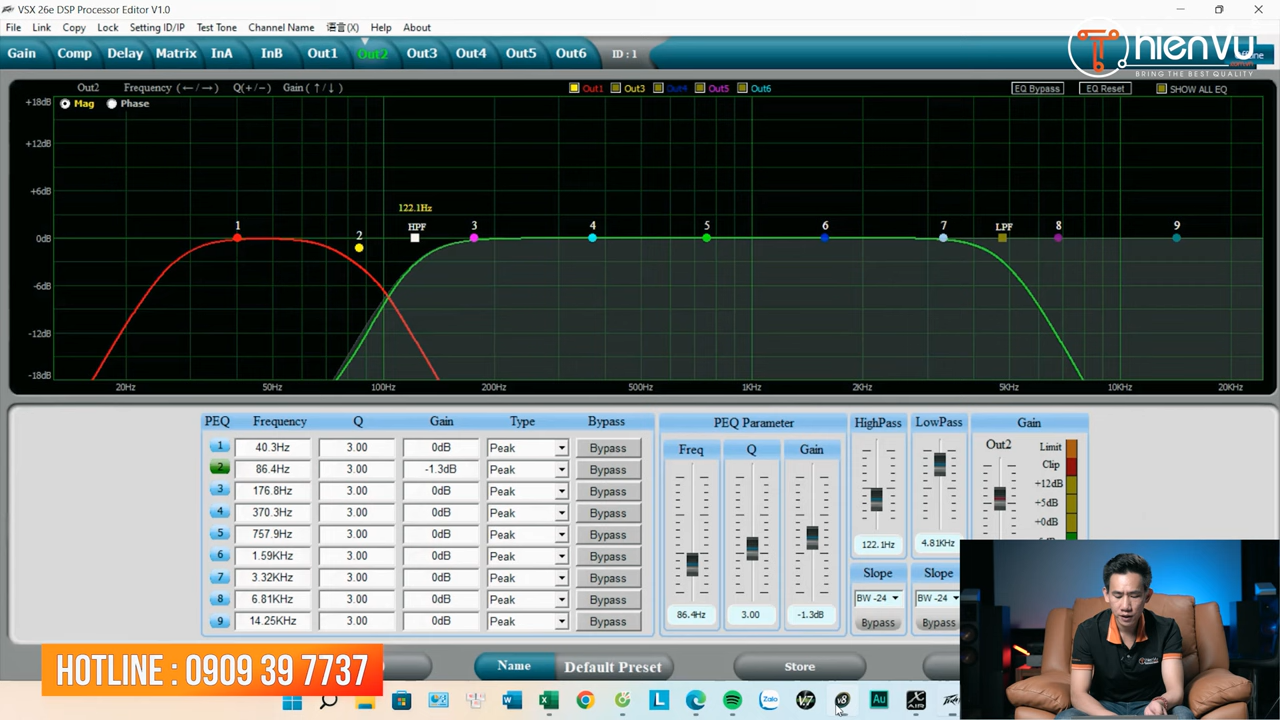 VSX 26e DSP Processor Editor V1.0
File Link Copy Lock Setting ID/IP Test Tone Channel Name 语言(X) Help About
Gain Comp Delay Matrix InA InB Out1 Out2 Out3 Out4 Out5 Out6 ID : 1
hienVu
.com.vn
BRING THE BEST QUALITY
Out2 Frequency (←/→) Q(+/−) Gain (↑/↓) Out1 Out3 Out4 Out5 Out6 EQ Bypass EQ Reset SHOW ALL EQ
+18dB Mag Phase
+12dB
+6dB
0dB
-6dB
-12dB
-18dB
122.1Hz
1 2 HPF 3 4 5 6 7 LPF 8 9
20Hz 50Hz 100Hz 200Hz 500Hz 1KHz 2KHz 5KHz 10KHz 20KHz
PEQ Frequency Q Gain Type Bypass
1 40.3Hz 3.00 0dB Peak Bypass
2 86.4Hz 3.00 -1.3dB Peak Bypass
3 176.8Hz 3.00 0dB Peak Bypass
4 370.3Hz 3.00 0dB Peak Bypass
5 757.9Hz 3.00 0dB Peak Bypass
6 1.59KHz 3.00 0dB Peak Bypass
7 3.32KHz 3.00 0dB Peak Bypass
8 6.81KHz 3.00 0dB Peak Bypass
9 14.25KHz 3.00 0dB Peak Bypass
PEQ Parameter
Freq Q Gain
86.4Hz 3.00 -1.3dB
HighPass LowPass
122.1Hz 4.81KHz
Slope Slope
BW -24 BW -24
Bypass Bypass
Gain
Out2 Limit
Clip
+12dB
+5dB
+0dB
Name Default Preset Store
HOTLINE : 0909 39 7737
W X L Zalo V7 v8 Au X AIR